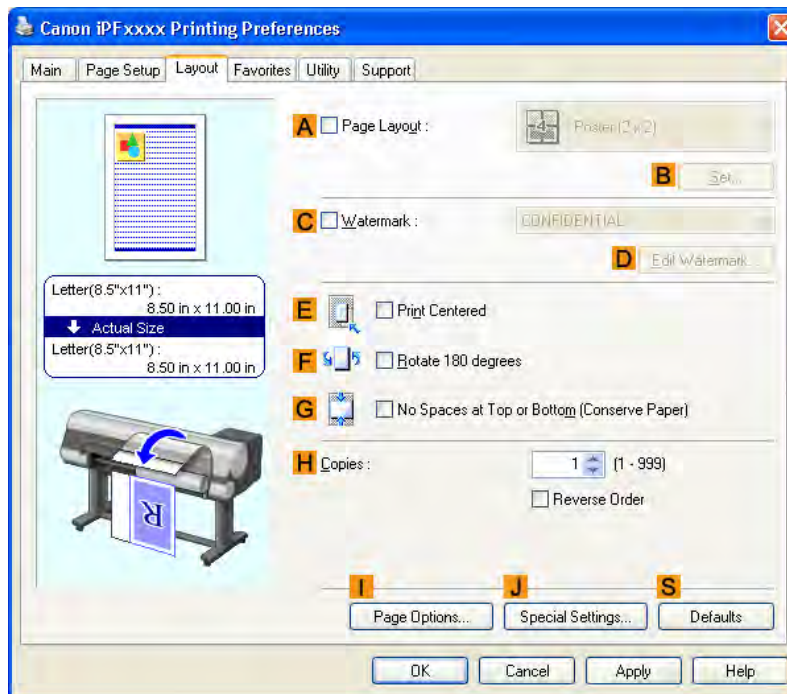 Canon iPFxxxx Printing Preferences
Main Page Setup Layout Favorites Utility Support
A Page Layout : 4 Poster (2 x 2)
B Set...
C Watermark : CONFIDENTIAL
D Edit Watermark...
Letter(8.5"x11") :
8.50 in x 11.00 in
Actual Size
Letter(8.5"x11") :
8.50 in x 11.00 in
E Print Centered
F Rotate 180 degrees
G No Spaces at Top or Bottom (Conserve Paper)
H Copies : 1 (1 - 999)
Reverse Order
R
I J S
Page Options... Special Settings... Defaults
OK Cancel Apply Help